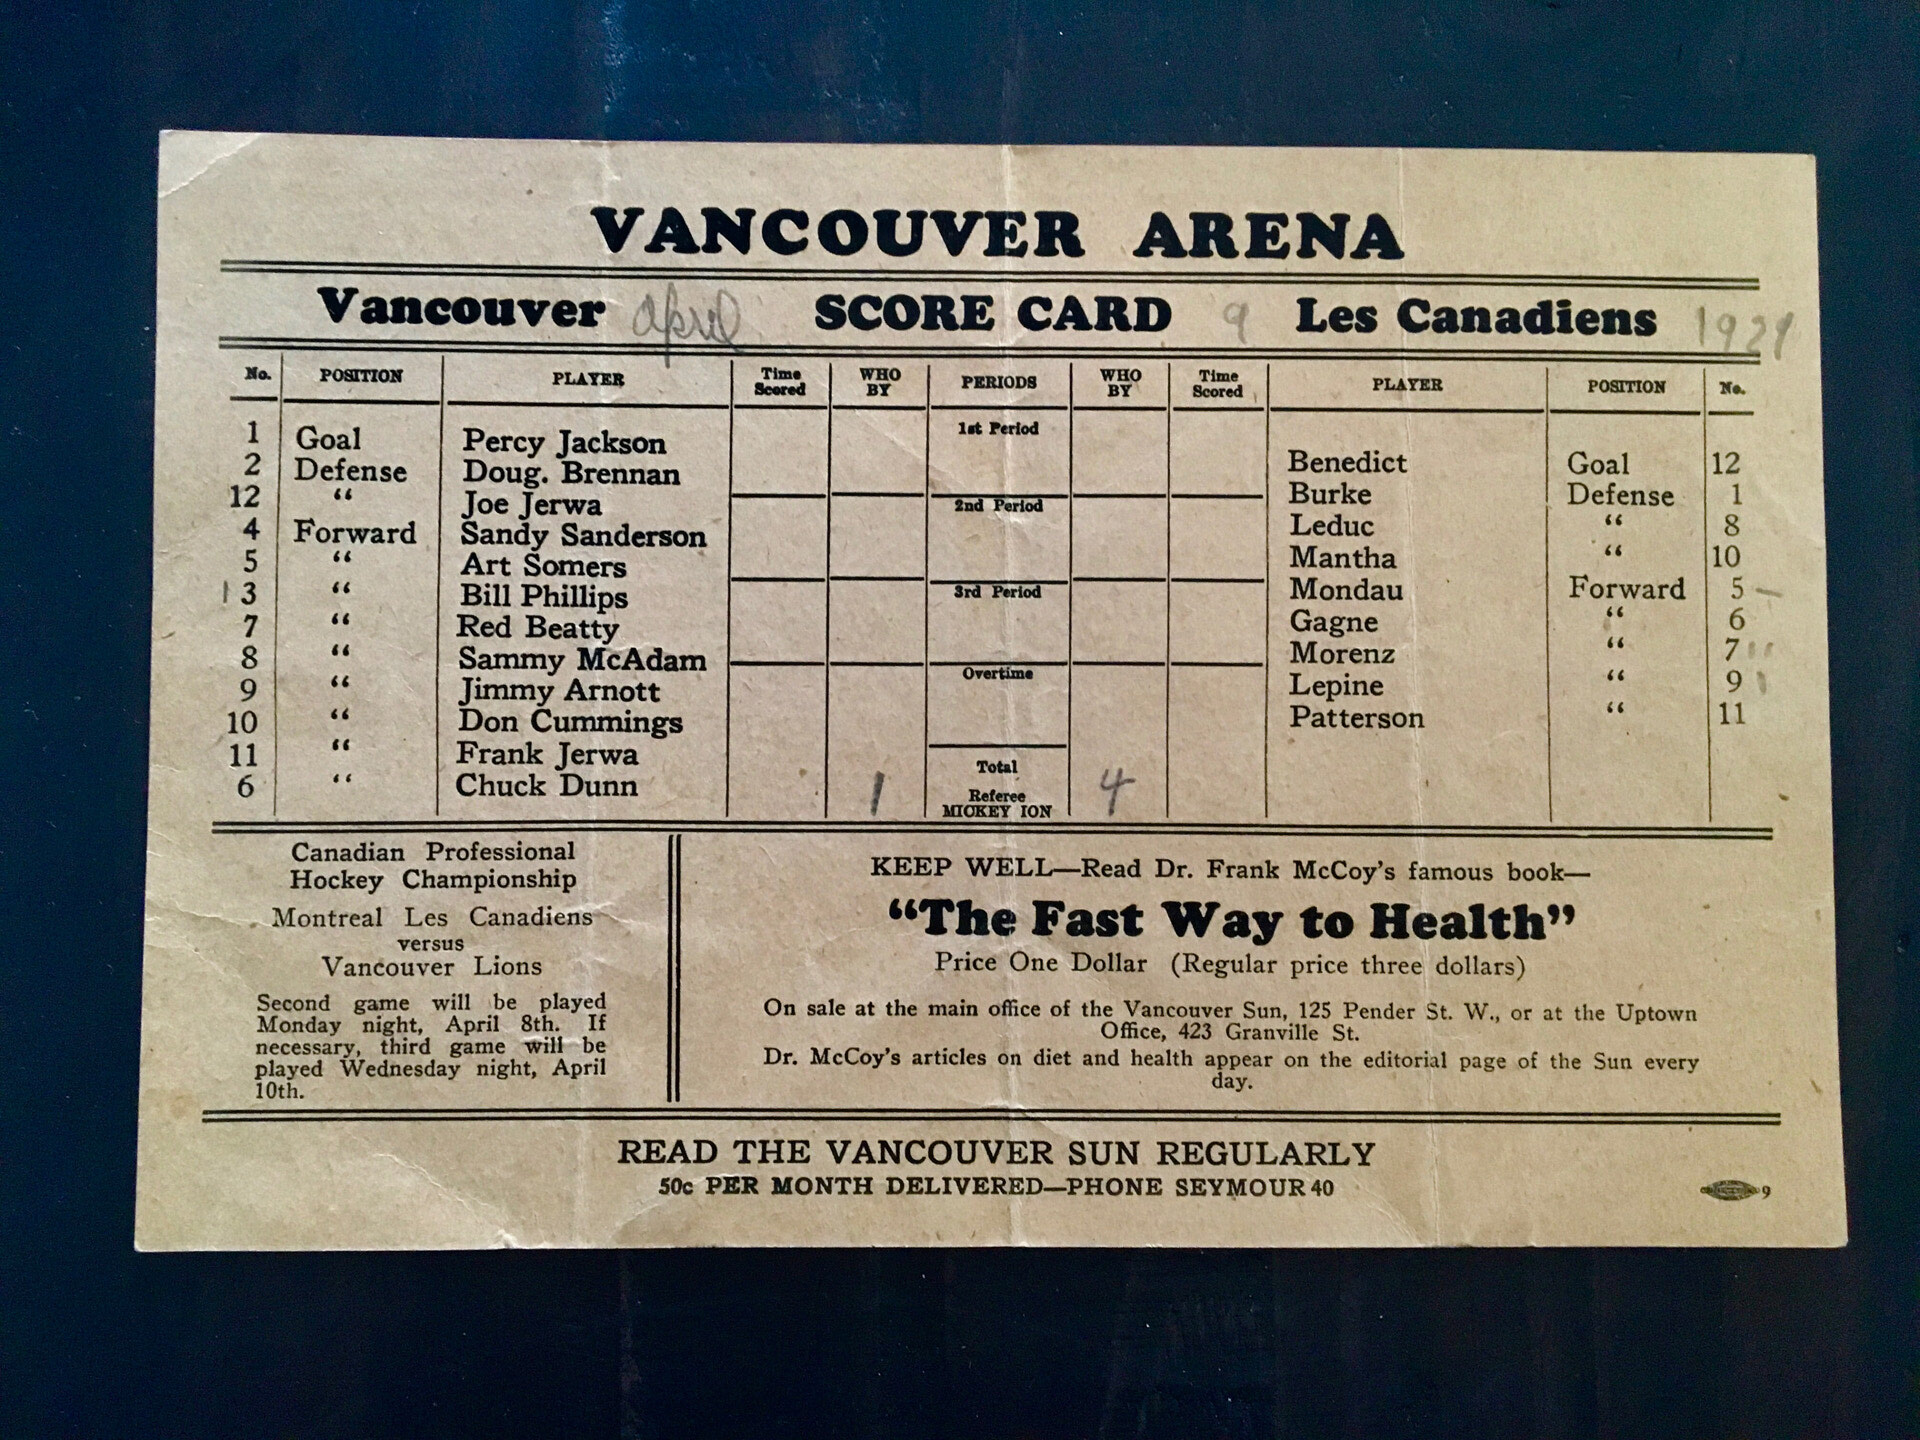 VANCOUVER ARENA
Vancouver April SCORE CARD 9 Les Canadiens 1929
No. POSITION PLAYER Time Scored WHO BY PERIODS WHO BY Time Scored PLAYER POSITION No.
1st Period
1 Goal Percy Jackson
2 Defense Doug. Brennan Benedict Goal 12
12 “ Joe Jerwa 2nd Period Burke Defense 1
4 Forward Sandy Sanderson Leduc “ 8
5 “ Art Somers Mantha “ 10
| 3 “ Bill Phillips 3rd Period Mondau Forward 5 –
7 “ Red Beatty Gagne “ 6
8 “ Sammy McAdam Morenz “ 7 ıı
9 “ Jimmy Arnott Overtime Lepine “ 9 ı
10 “ Don Cummings Patterson “ 11
11 “ Frank Jerwa
Total
6 “ Chuck Dunn 1 4
Referee
MICKEY ION
Canadian Professional
Hockey Championship
Montreal Les Canadiens
versus
Vancouver Lions
Second game will be played
Monday night, April 8th. If
necessary, third game will be
played Wednesday night, April
10th.
KEEP WELL—Read Dr. Frank McCoy's famous book—
“The Fast Way to Health”
Price One Dollar (Regular price three dollars)
On sale at the main office of the Vancouver Sun, 125 Pender St. W., or at the Uptown
Office, 423 Granville St.
Dr. McCoy's articles on diet and health appear on the editorial page of the Sun every
day.
READ THE VANCOUVER SUN REGULARLY
50c PER MONTH DELIVERED—PHONE SEYMOUR 40
9